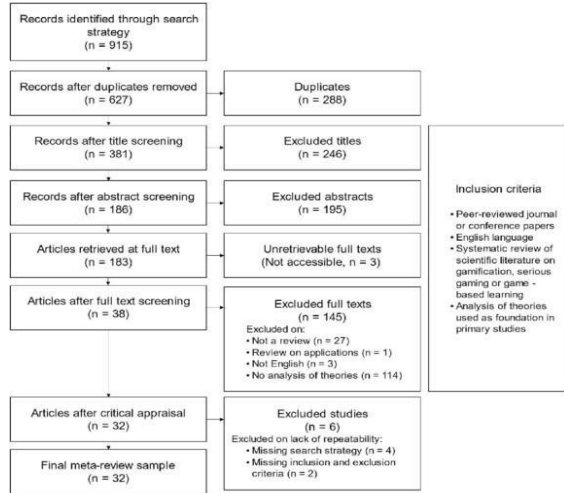 Records identified through search
strategy
(n = 915)
Records after duplicates removed
(n = 627)
Duplicates
(n = 288)
Records after title screening
(n = 381)
Excluded titles
(n = 246)
Records after abstract screening
(n = 186)
Excluded abstracts
(n = 195)
Articles retrieved at full text
(n = 183)
Unretrievable full texts
(Not accessible, n = 3)
Articles after full text screening
(n = 38)
Excluded full texts
(n = 145)
Excluded on:
• Not a review (n = 27)
• Review on applications (n = 1)
• Not English (n = 3)
• No analysis of theories (n = 114)
Articles after critical appraisal
(n = 32)
Excluded studies
(n = 6)
Excluded on lack of repeatability:
• Missing search strategy (n = 4)
• Missing inclusion and exclusion
criteria (n = 2)
Final meta-review sample
(n = 32)
Inclusion criteria
• Peer-reviewed journal
or conference papers
• English language
• Systematic review of
scientific literature on
gamification, serious
gaming or game -
based learning
• Analysis of theories
used as foundation in
primary studies